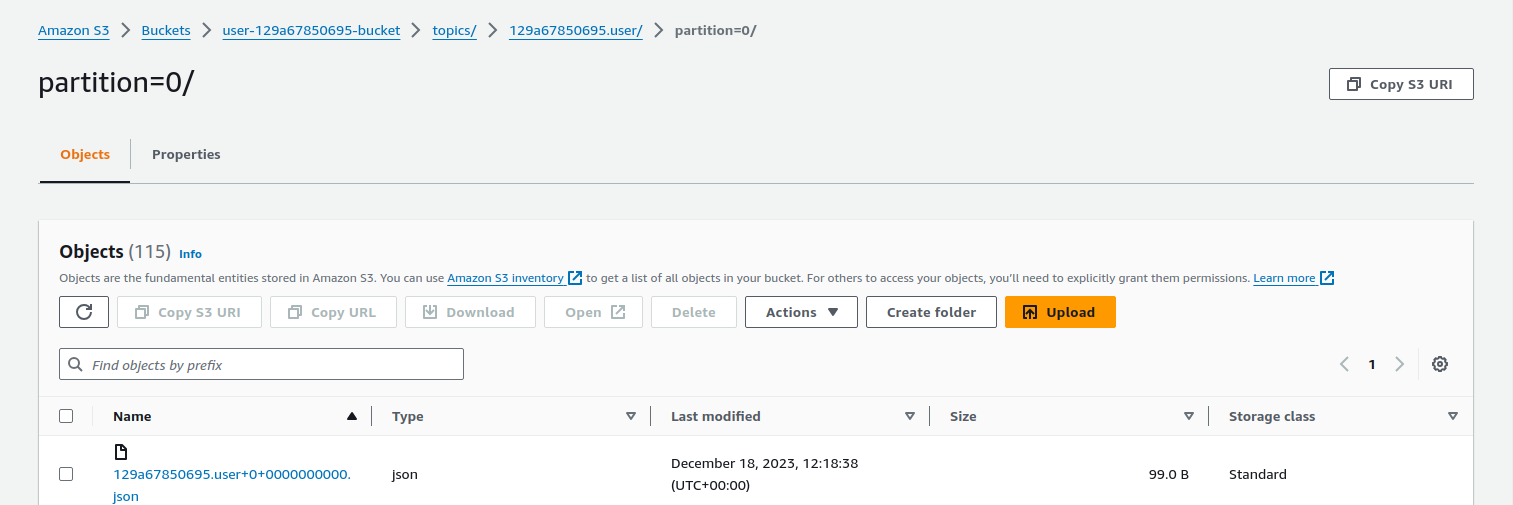 Amazon S3 > Buckets > user-129a67850695-bucket > topics/ > 129a67850695.user/ > partition=0/
partition=0/
Copy S3 URI
Objects
Properties
Objects (115) Info
Objects are the fundamental entities stored in Amazon S3. You can use Amazon S3 inventory to get a list of all objects in your bucket. For others to access your objects, you'll need to explicitly grant them permissions. Learn more
Copy S3 URI Copy URL Download Open Delete Actions Create folder Upload
Find objects by prefix
1
Name Type Last modified Size Storage class
129a67850695.user+0+0000000000.
json
json
December 18, 2023, 12:18:38
(UTC+00:00)
99.0 B
Standard